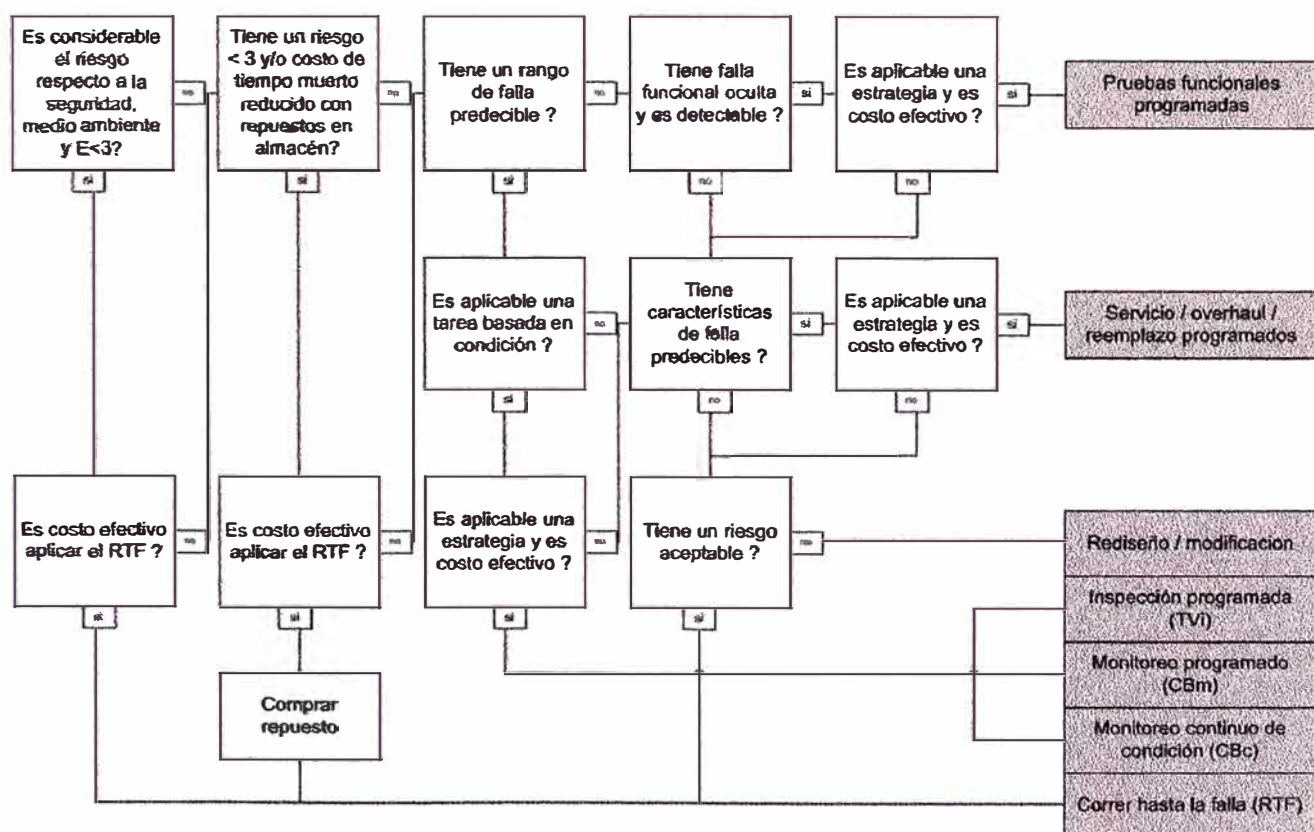 Es considerable
el riesgo
respecto a la
seguridad,
medio ambiente
y E<3?
no
si
Tiene un riesgo
< 3 y/o costo de
tiempo muerto
reducido con
repuestos en
almacén?
no
si
Tiene un rango
de falla
predecible ?
no
si
Tiene falla
funcional oculta
y es detectable ?
si
no
Es aplicable una
estrategia y es
costo efectivo ?
si
no
Pruebas funcionales
programadas
Es aplicable una
tarea basada en
condición ?
no
si
Tiene
características
de falla
predecibles ?
si
no
Es aplicable una
estrategia y es
costo efectivo ?
si
no
Servicio / overhaul /
reemplazo programados
Es costo efectivo
aplicar el RTF ?
no
si
Es costo efectivo
aplicar el RTF ?
no
si
Es aplicable una
estrategia y es
costo efectivo ?
no
si
Tiene un riesgo
aceptable ?
no
si
Rediseño / modificacion
Inspección programada
(TVi)
Monitoreo programado
(CBm)
Monitoreo continuo de
condición (CBc)
Correr hasta la falla (RTF)
Comprar
repuesto